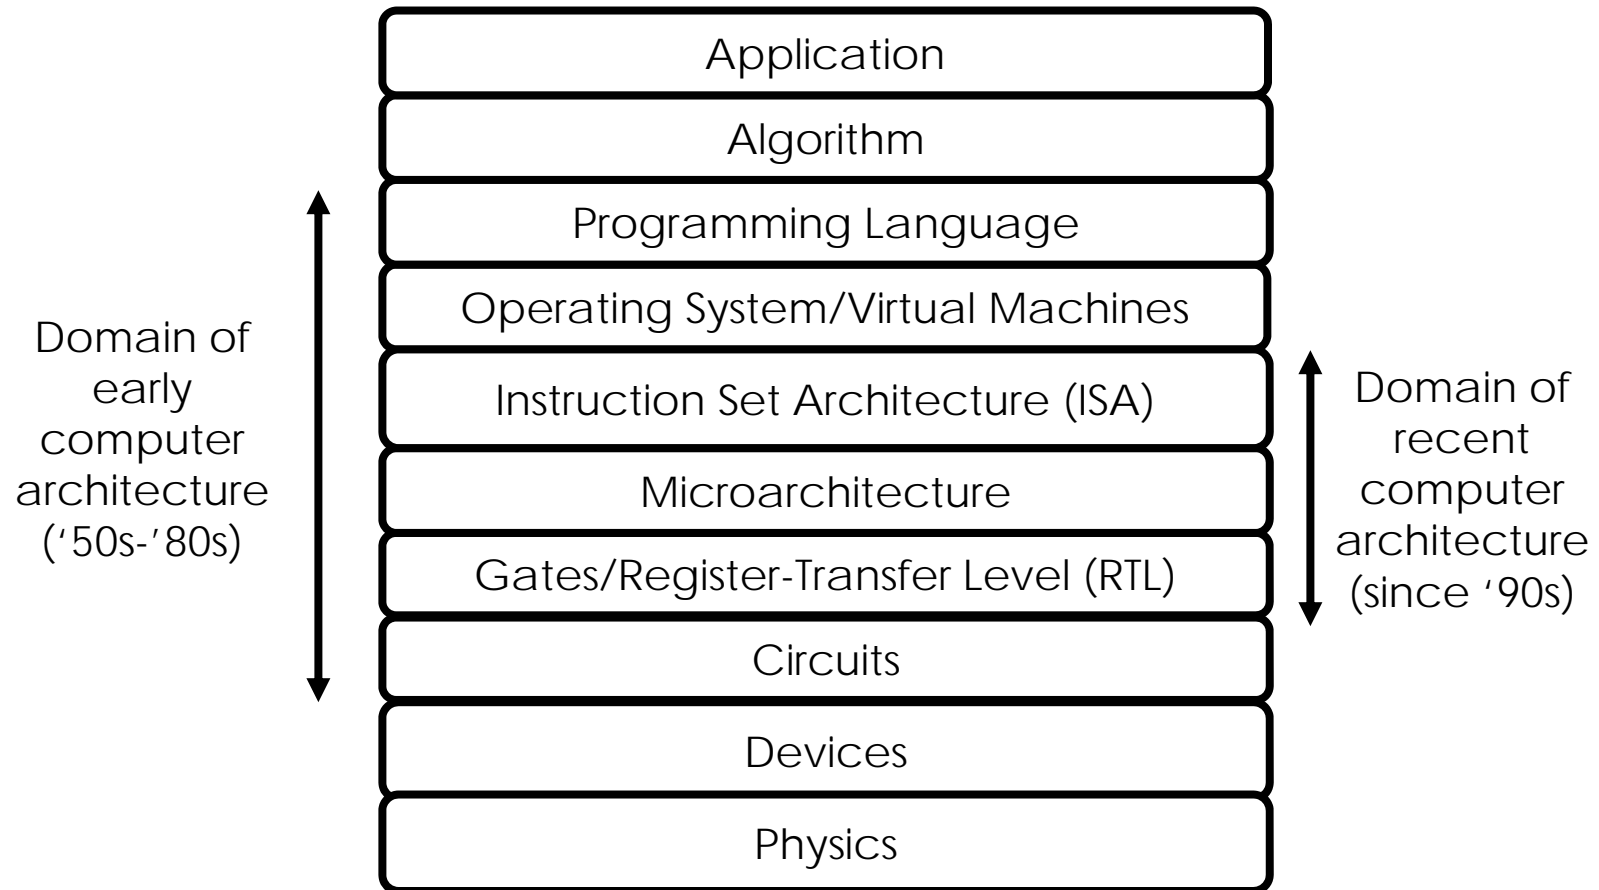 Application
Algorithm
Programming Language
Operating System/Virtual Machines
Instruction Set Architecture (ISA)
Microarchitecture
Gates/Register-Transfer Level (RTL)
Circuits
Devices
Physics
Domain of
early
computer
architecture
(‘50s-’80s)
Domain of
recent
computer
architecture
(since ‘90s)